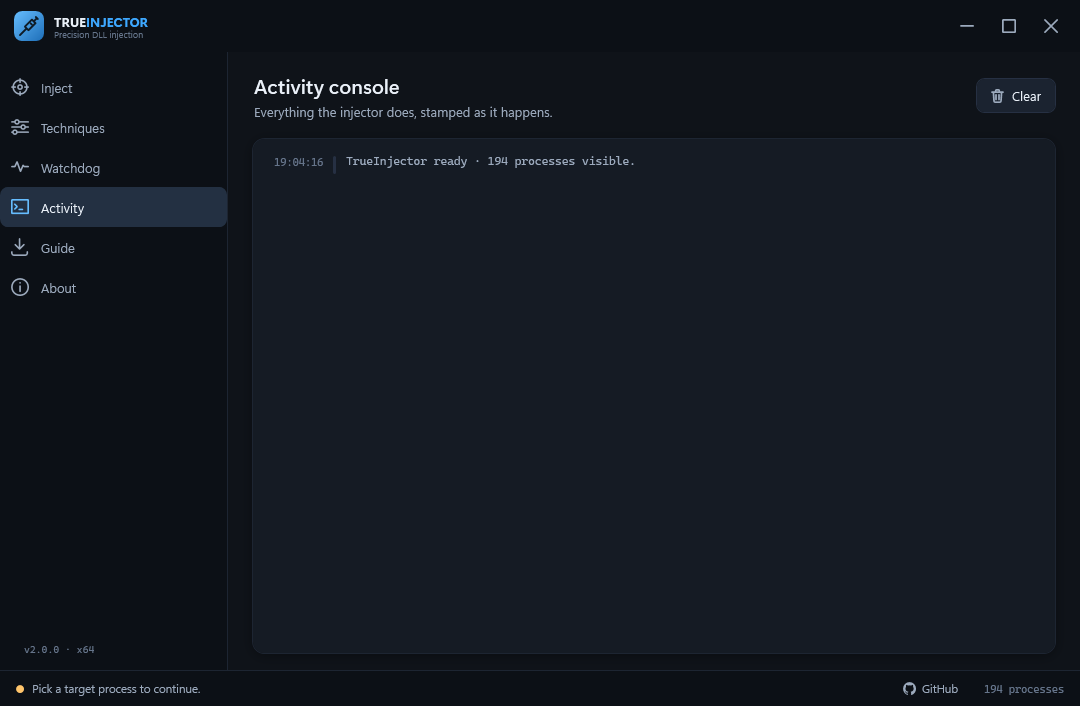 TRUEINJECTOR
Precision DLL injection
Inject
Techniques
Watchdog
Activity
Guide
About
v2.0.0 · x64
Activity console
Everything the injector does, stamped as it happens.
Clear
19:04:16 TrueInjector ready · 194 processes visible.
Pick a target process to continue.
GitHub
194 processes